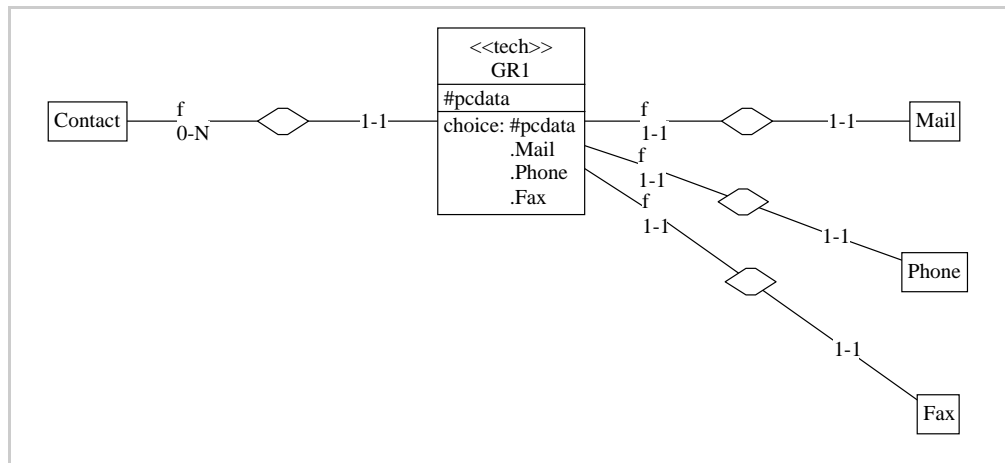 <<tech>>
GR1
#pcdata
choice: #pcdata
.Mail
.Phone
.Fax
Contact
f
0-N
1-1
f
1-1
1-1
Mail
f
1-1
1-1
Phone
f
1-1
1-1
Fax